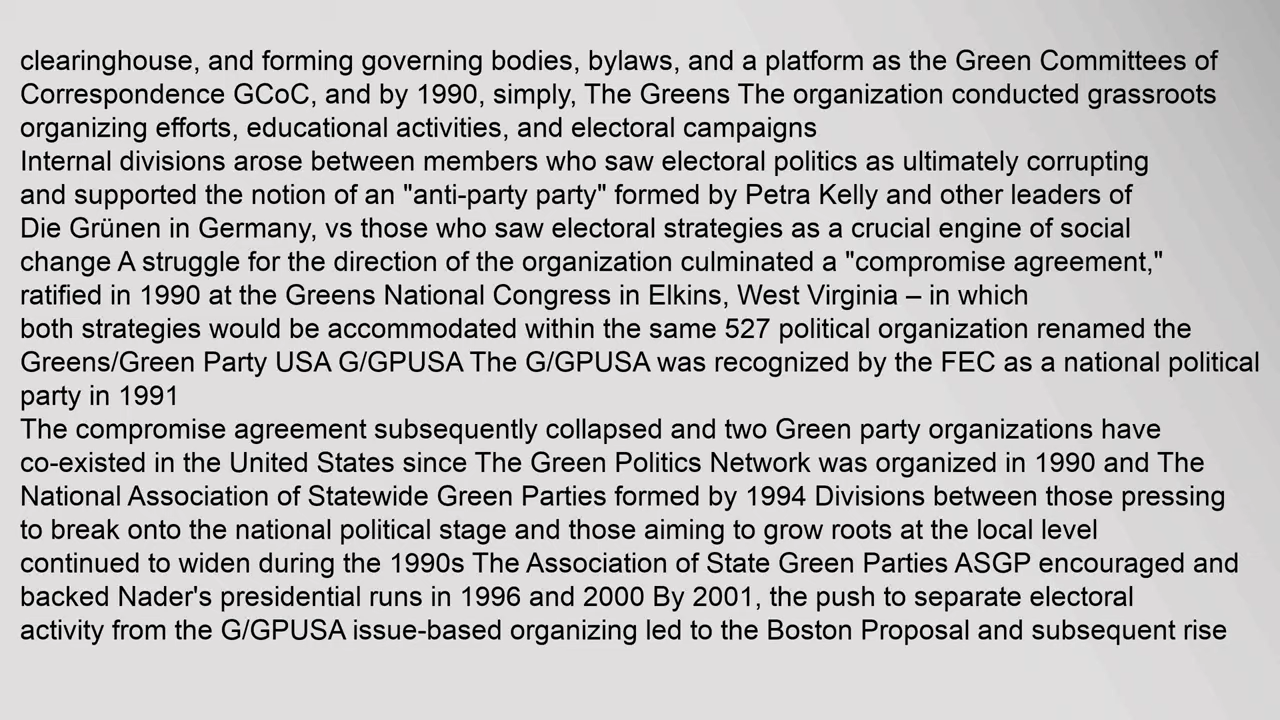 clearinghouse, and forming governing bodies, bylaws, and a platform as the Green Committees of
Correspondence GCoC, and by 1990, simply, The Greens The organization conducted grassroots
organizing efforts, educational activities, and electoral campaigns
Internal divisions arose between members who saw electoral politics as ultimately corrupting
and supported the notion of an "anti-party party" formed by Petra Kelly and other leaders of
Die Grünen in Germany, vs those who saw electoral strategies as a crucial engine of social
change A struggle for the direction of the organization culminated a "compromise agreement,"
ratified in 1990 at the Greens National Congress in Elkins, West Virginia – in which
both strategies would be accommodated within the same 527 political organization renamed the
Greens/Green Party USA G/GPUSA The G/GPUSA was recognized by the FEC as a national political
party in 1991
The compromise agreement subsequently collapsed and two Green party organizations have
co-existed in the United States since The Green Politics Network was organized in 1990 and The
National Association of Statewide Green Parties formed by 1994 Divisions between those pressing
to break onto the national political stage and those aiming to grow roots at the local level
continued to widen during the 1990s The Association of State Green Parties ASGP encouraged and
backed Nader's presidential runs in 1996 and 2000 By 2001, the push to separate electoral
activity from the G/GPUSA issue-based organizing led to the Boston Proposal and subsequent rise